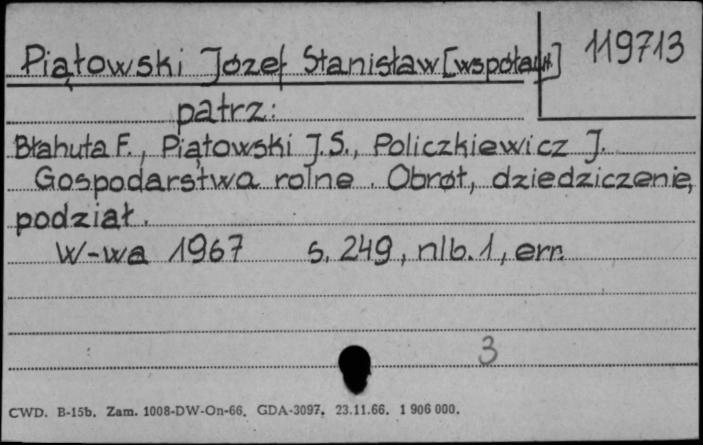 Piątowski Józef Stanisław [współaut.]
119713
patrz:
Błahuta F., Piątowski J.S., Policzkiewicz J.
Gospodarstwa rolne. Obrót, dziedziczenie,
podział.
W-wa 1967 s. 249, nlb. 1, err.
3
CWD. B-15b. Zam. 1008-DW-On-66. GDA-3097. 23.11.66. 1 906 000.